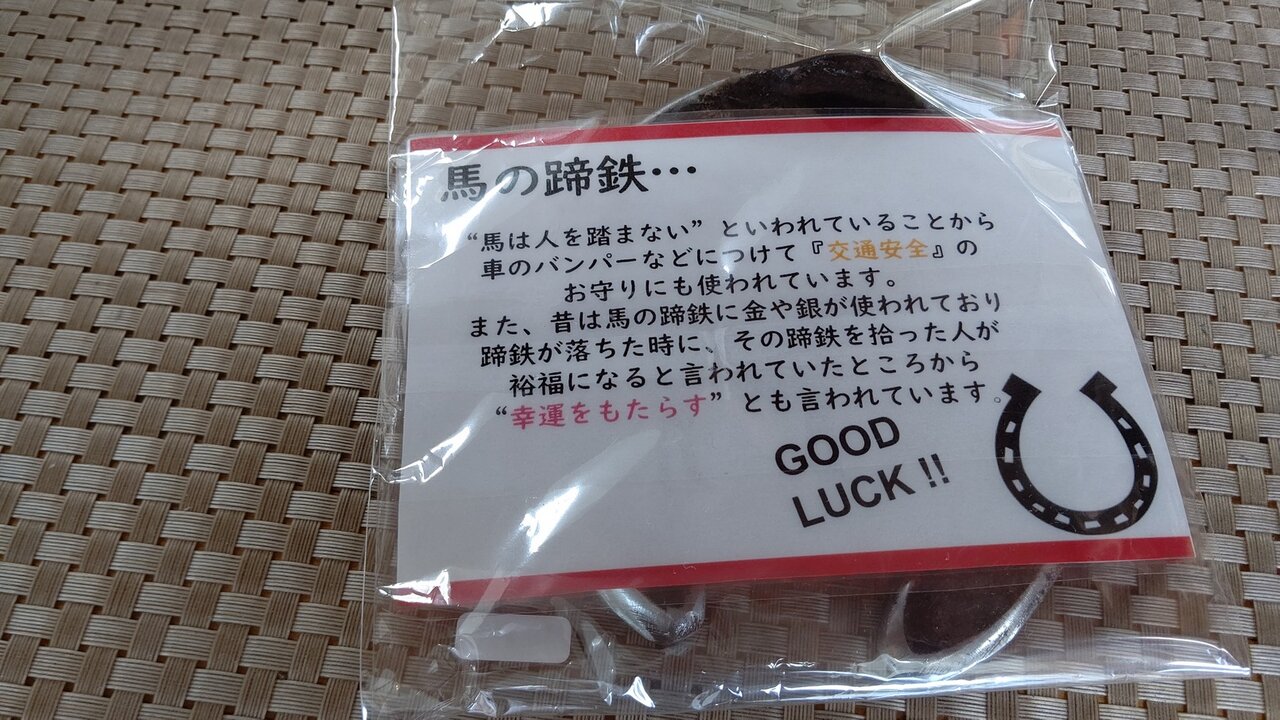 馬の蹄鉄…
“馬は人を踏まない”といわれていることから
車のバンパーなどにつけて『交通安全』の
お守りにも使われています。
また、昔は馬の蹄鉄に金や銀が使われており
蹄鉄が落ちた時に、その蹄鉄を拾った人が
裕福になると言われていたところから
“幸運をもたらす”とも言われています。
GOOD
LUCK !!